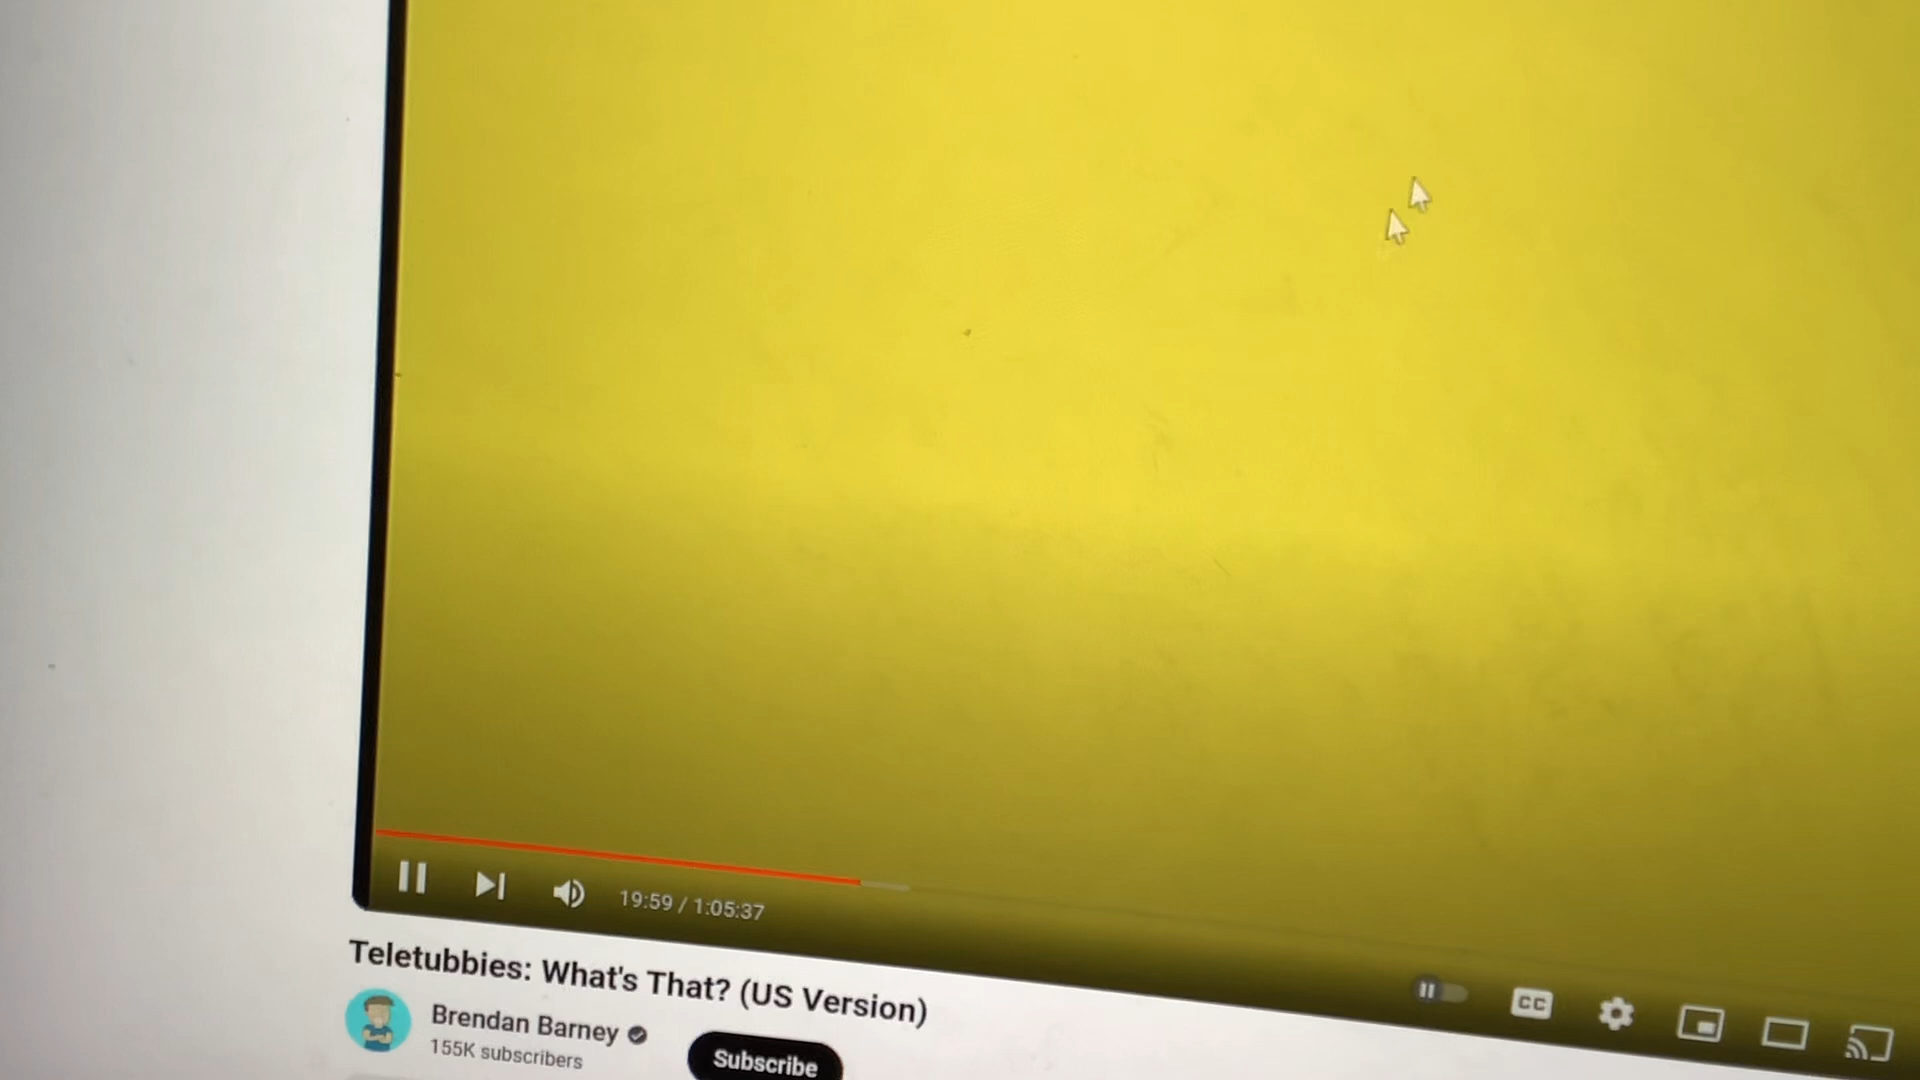 19:59 / 1:05:37
CC
Teletubbies: What's That? (US Version)
Brendan Barney
155K subscribers
Subscribe